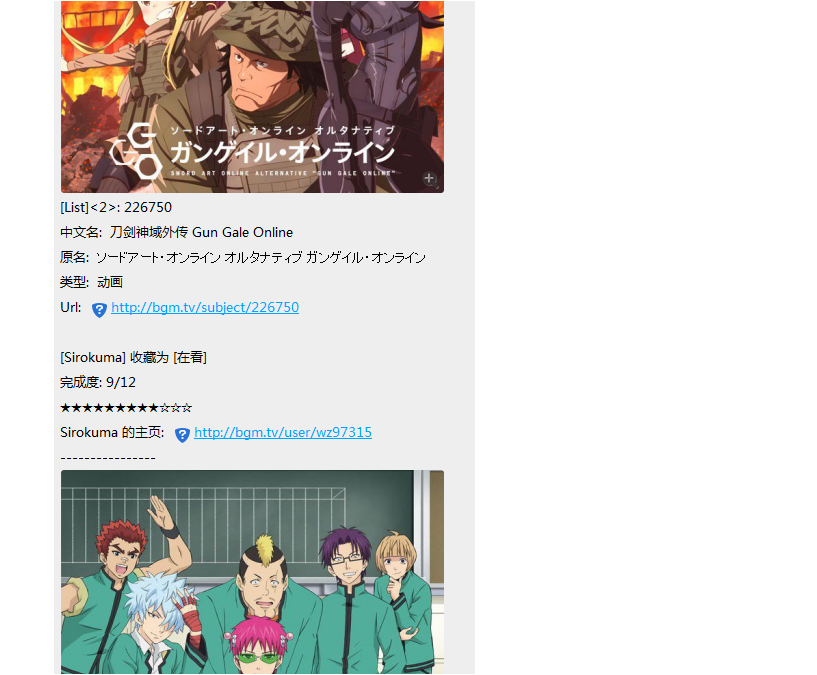 GGO
ソードアート・オンライン オルタナティブ
ガンゲイル・オンライン
SWORD ART ONLINE ALTERNATIVE "GUN GALE ONLINE"
[List]<2>: 226750
中文名: 刀剑神域外传 Gun Gale Online
原名: ソードアート・オンライン オルタナティブ ガンゲイル・オンライン
类型: 动画
Url: http://bgm.tv/subject/226750
[Sirokuma] 收藏为 [在看]
完成度: 9/12
★★★★★★★★★☆☆☆
Sirokuma 的主页: http://bgm.tv/user/wz97315
----------------